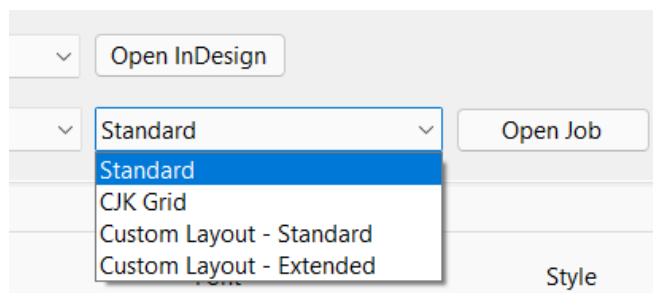 Open InDesign
Standard
Open Job
Standard
CJK Grid
Custom Layout - Standard
Custom Layout - Extended
Style